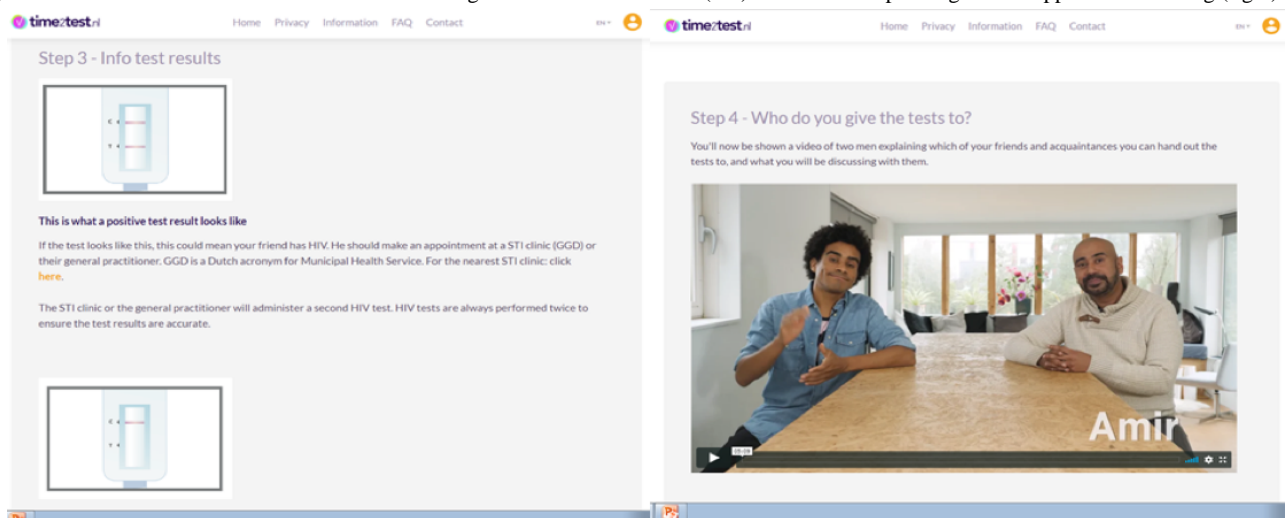 time2test.nl
Home Privacy Information FAQ Contact
EN
Step 3 - Info test results
C
T
This is what a positive test result looks like
If the test looks like this, this could mean your friend has HIV. He should make an appointment at a STI clinic (GGD) or
their general practitioner. GGD is a Dutch acronym for Municipal Health Service. For the nearest STI clinic: click
here.
The STI clinic or the general practitioner will administer a second HIV test. HIV tests are always performed twice to
ensure the test results are accurate.
C
T
time2test.nl
Home Privacy Information FAQ Contact
EN
Step 4 - Who do you give the tests to?
You'll now be shown a video of two men explaining which of your friends and acquaintances you can hand out the
tests to, and what you will be discussing with them.
Amir